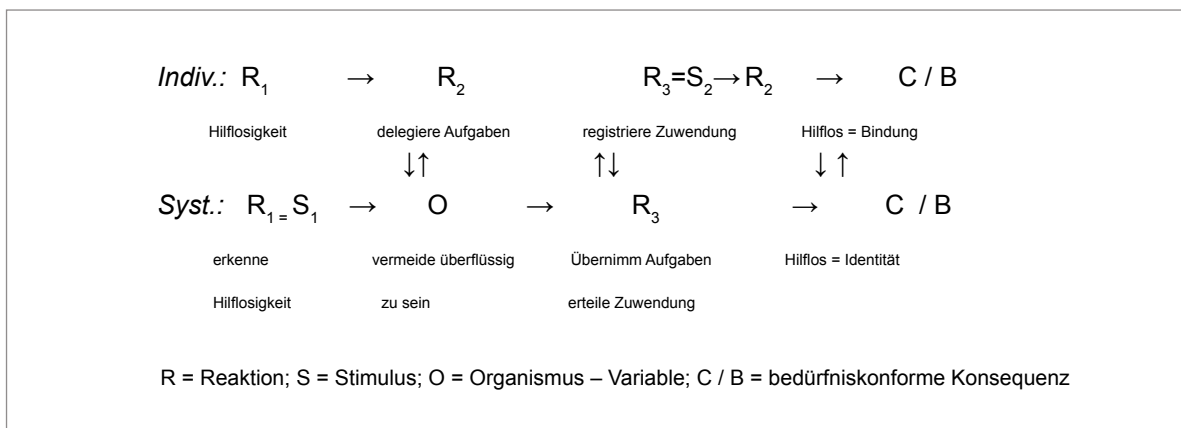 Indiv.: R1 → R2 R3=S2→R2 → C / B
Hilflosigkeit delegiere Aufgaben registriere Zuwendung Hilflos = Bindung
↓↑ ↑↓ ↓ ↑
Syst.: R1 = S1 → O → R3 → C / B
erkenne vermeide überflüssig Übernimm Aufgaben Hilflos = Identität
Hilflosigkeit zu sein erteile Zuwendung
R = Reaktion; S = Stimulus; O = Organismus – Variable; C / B = bedürfniskonforme Konsequenz